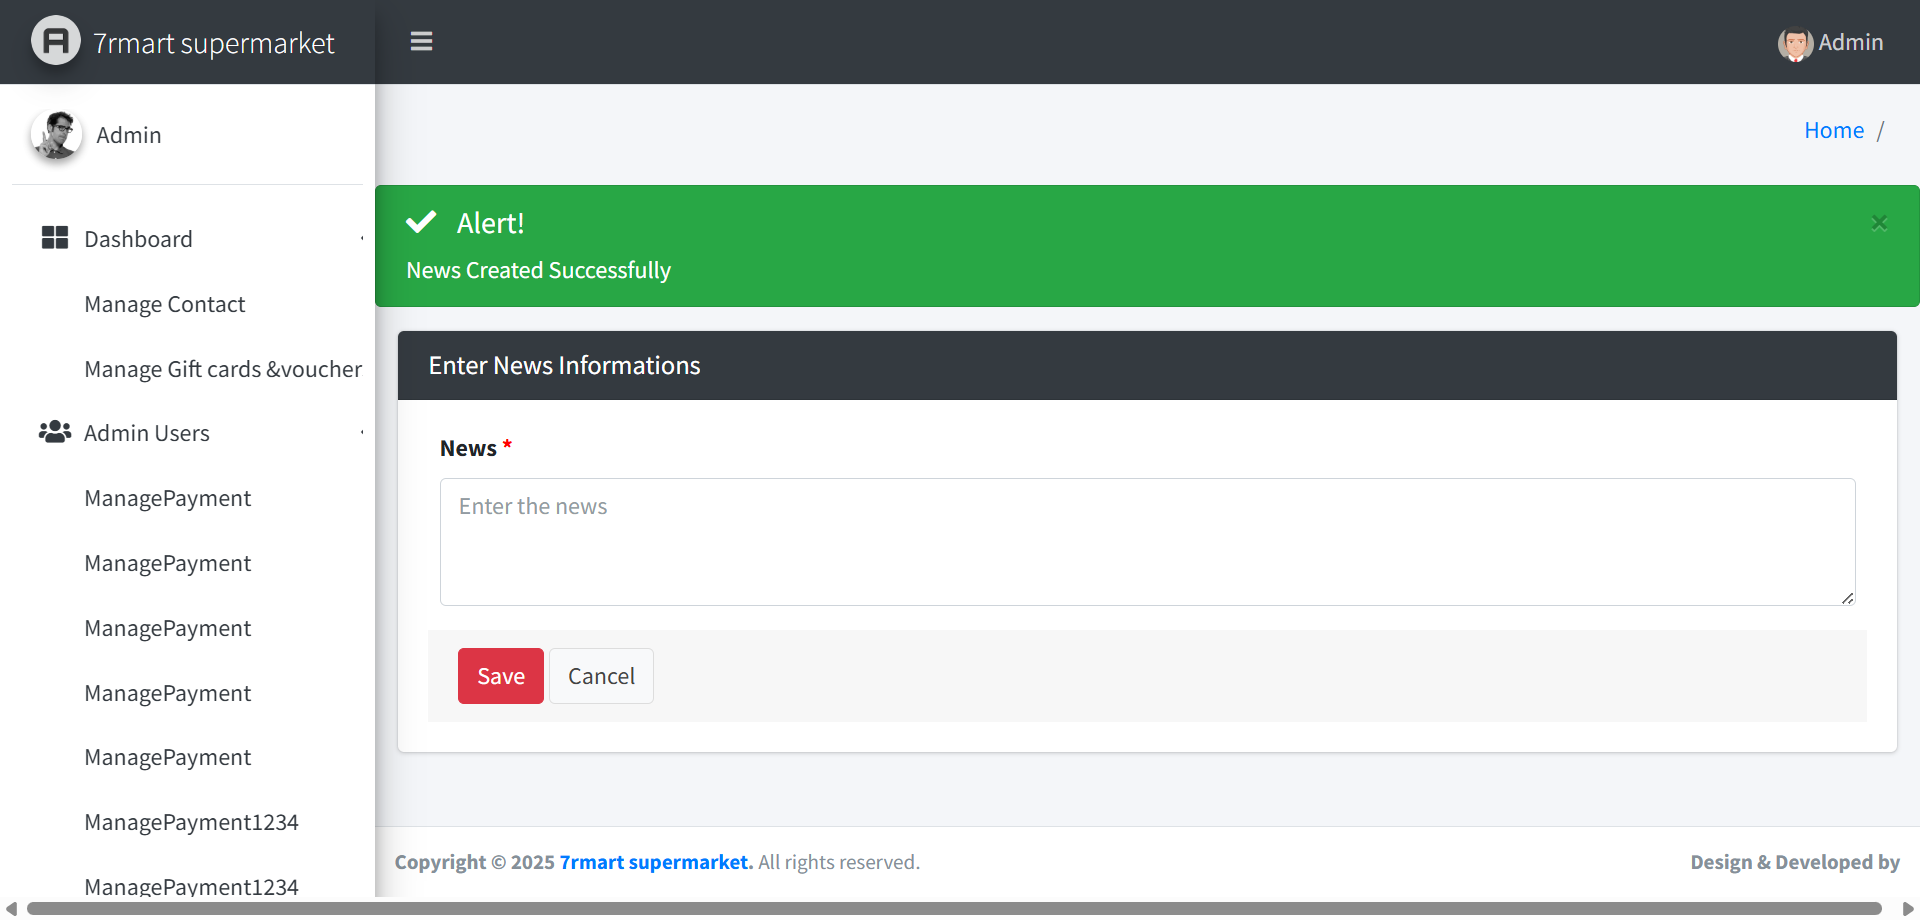 7rmart supermarket
Admin
Admin
Home /
Dashboard
Manage Contact
Manage Gift cards &voucher
Admin Users
ManagePayment
ManagePayment
ManagePayment
ManagePayment
ManagePayment
ManagePayment1234
ManagePayment1234
Alert!
×
News Created Successfully
Enter News Informations
News *
Enter the news
Save Cancel
Copyright © 2025 7rmart supermarket. All rights reserved.
Design & Developed by